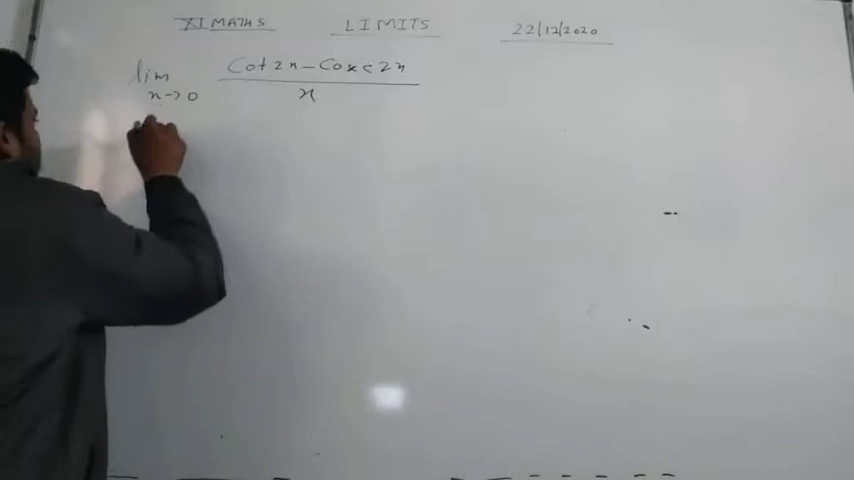 XI MATHS LIMITS 22/12/2020
lim Cot 2x - Cosec 2x
x→0 x